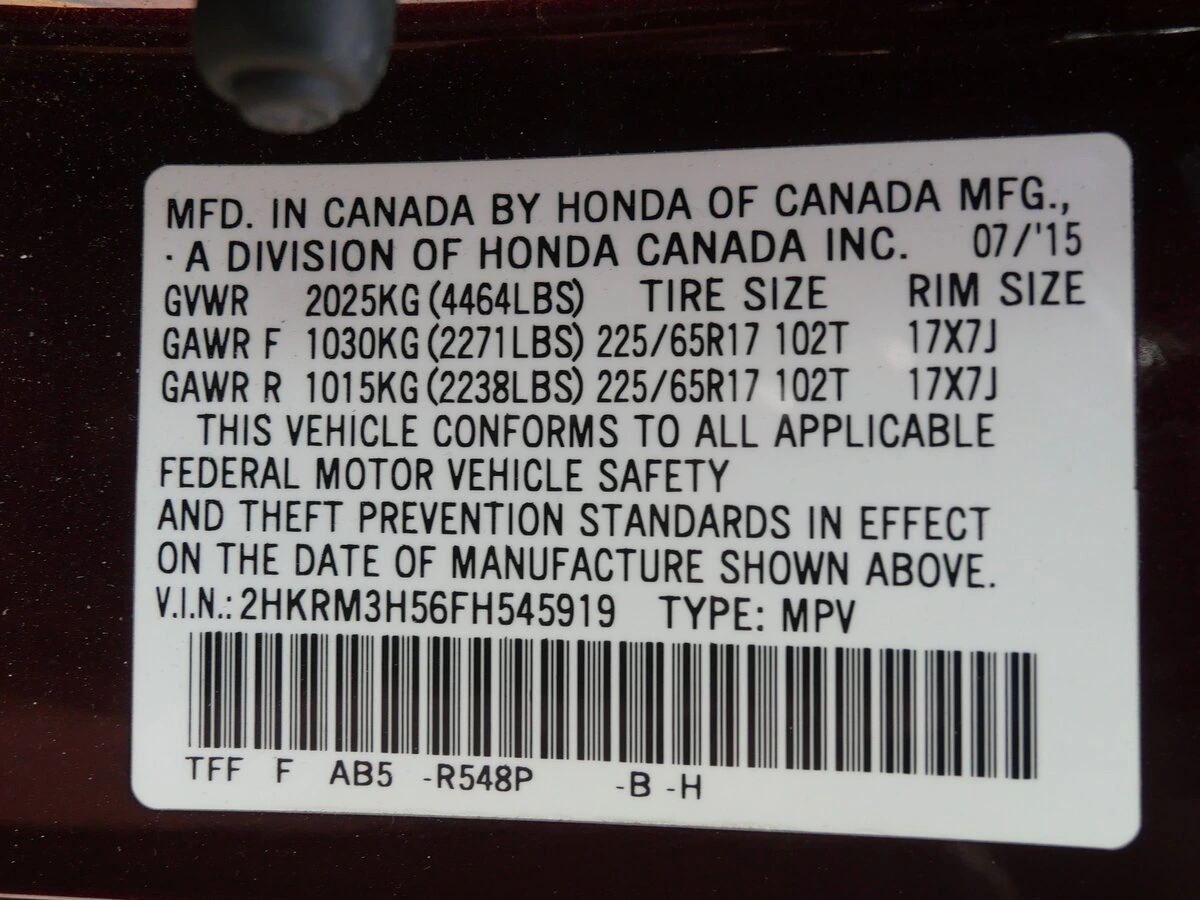 MFD. IN CANADA BY HONDA OF CANADA MFG.,
· A DIVISION OF HONDA CANADA INC. 07/'15
GVWR 2025KG (4464LBS) TIRE SIZE RIM SIZE
GAWR F 1030KG (2271LBS) 225/65R17 102T 17X7J
GAWR R 1015KG (2238LBS) 225/65R17 102T 17X7J
THIS VEHICLE CONFORMS TO ALL APPLICABLE
FEDERAL MOTOR VEHICLE SAFETY
AND THEFT PREVENTION STANDARDS IN EFFECT
ON THE DATE OF MANUFACTURE SHOWN ABOVE.
V.I.N.: 2HKRM3H56FH545919 TYPE: MPV
TFF F AB5 -R548P -B -H